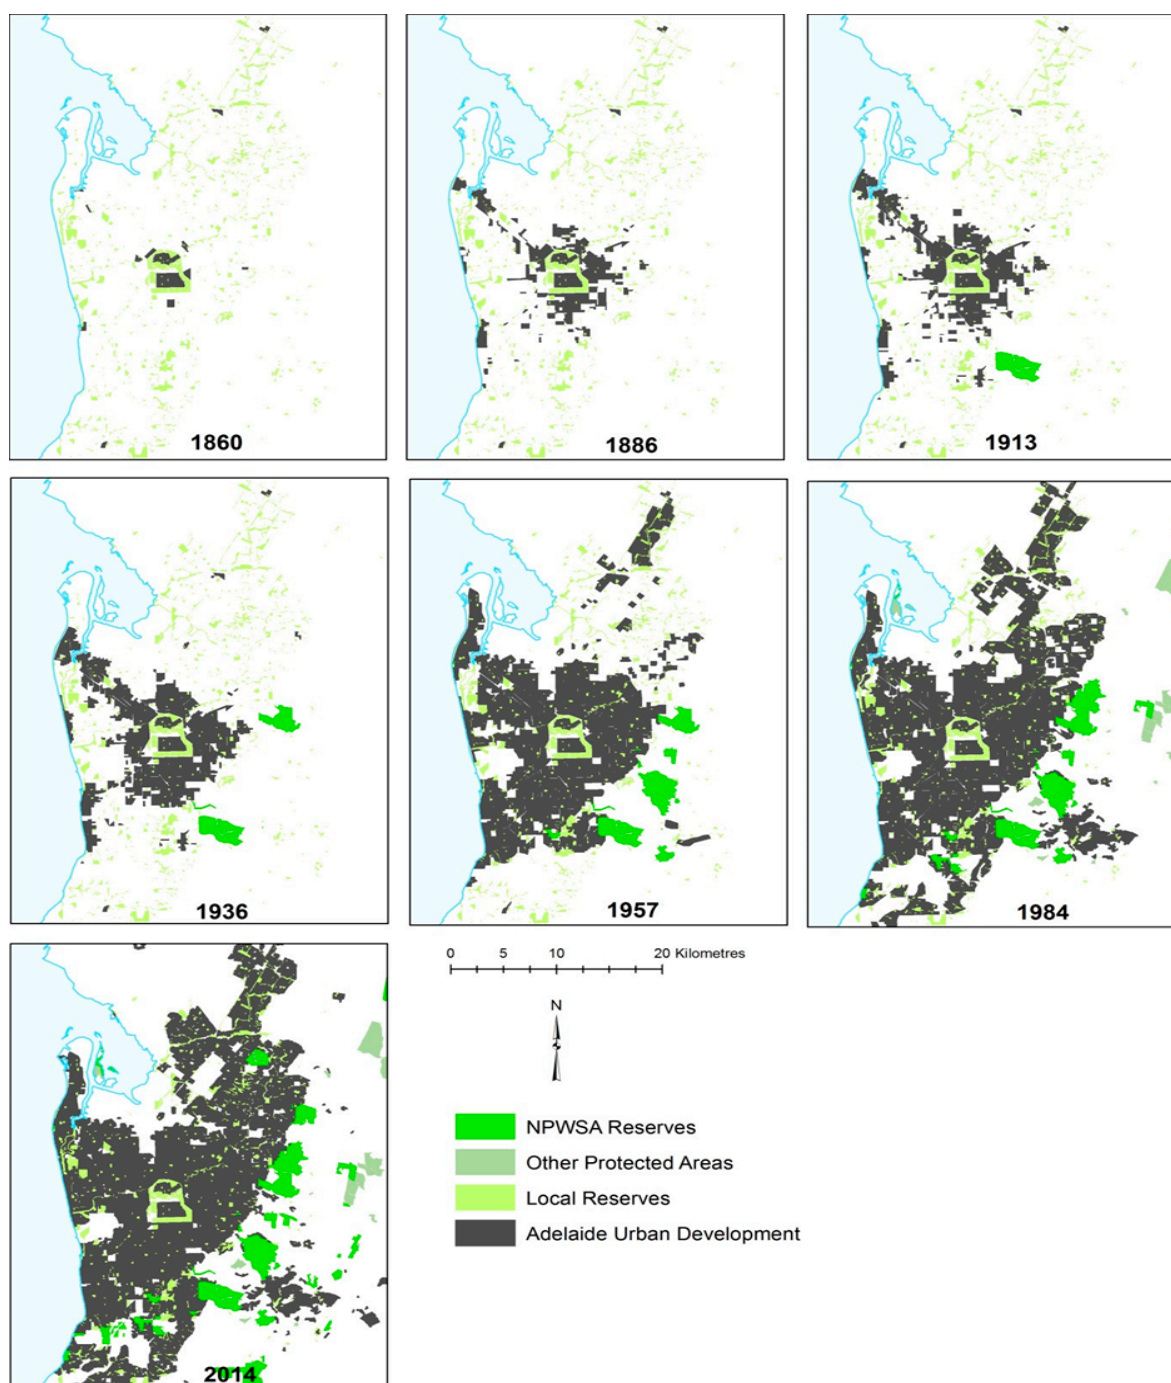 1860
1886
1913
1936
1957
1984
2014
0 5 10 20 Kilometres
N
NPWSA Reserves
Other Protected Areas
Local Reserves
Adelaide Urban Development